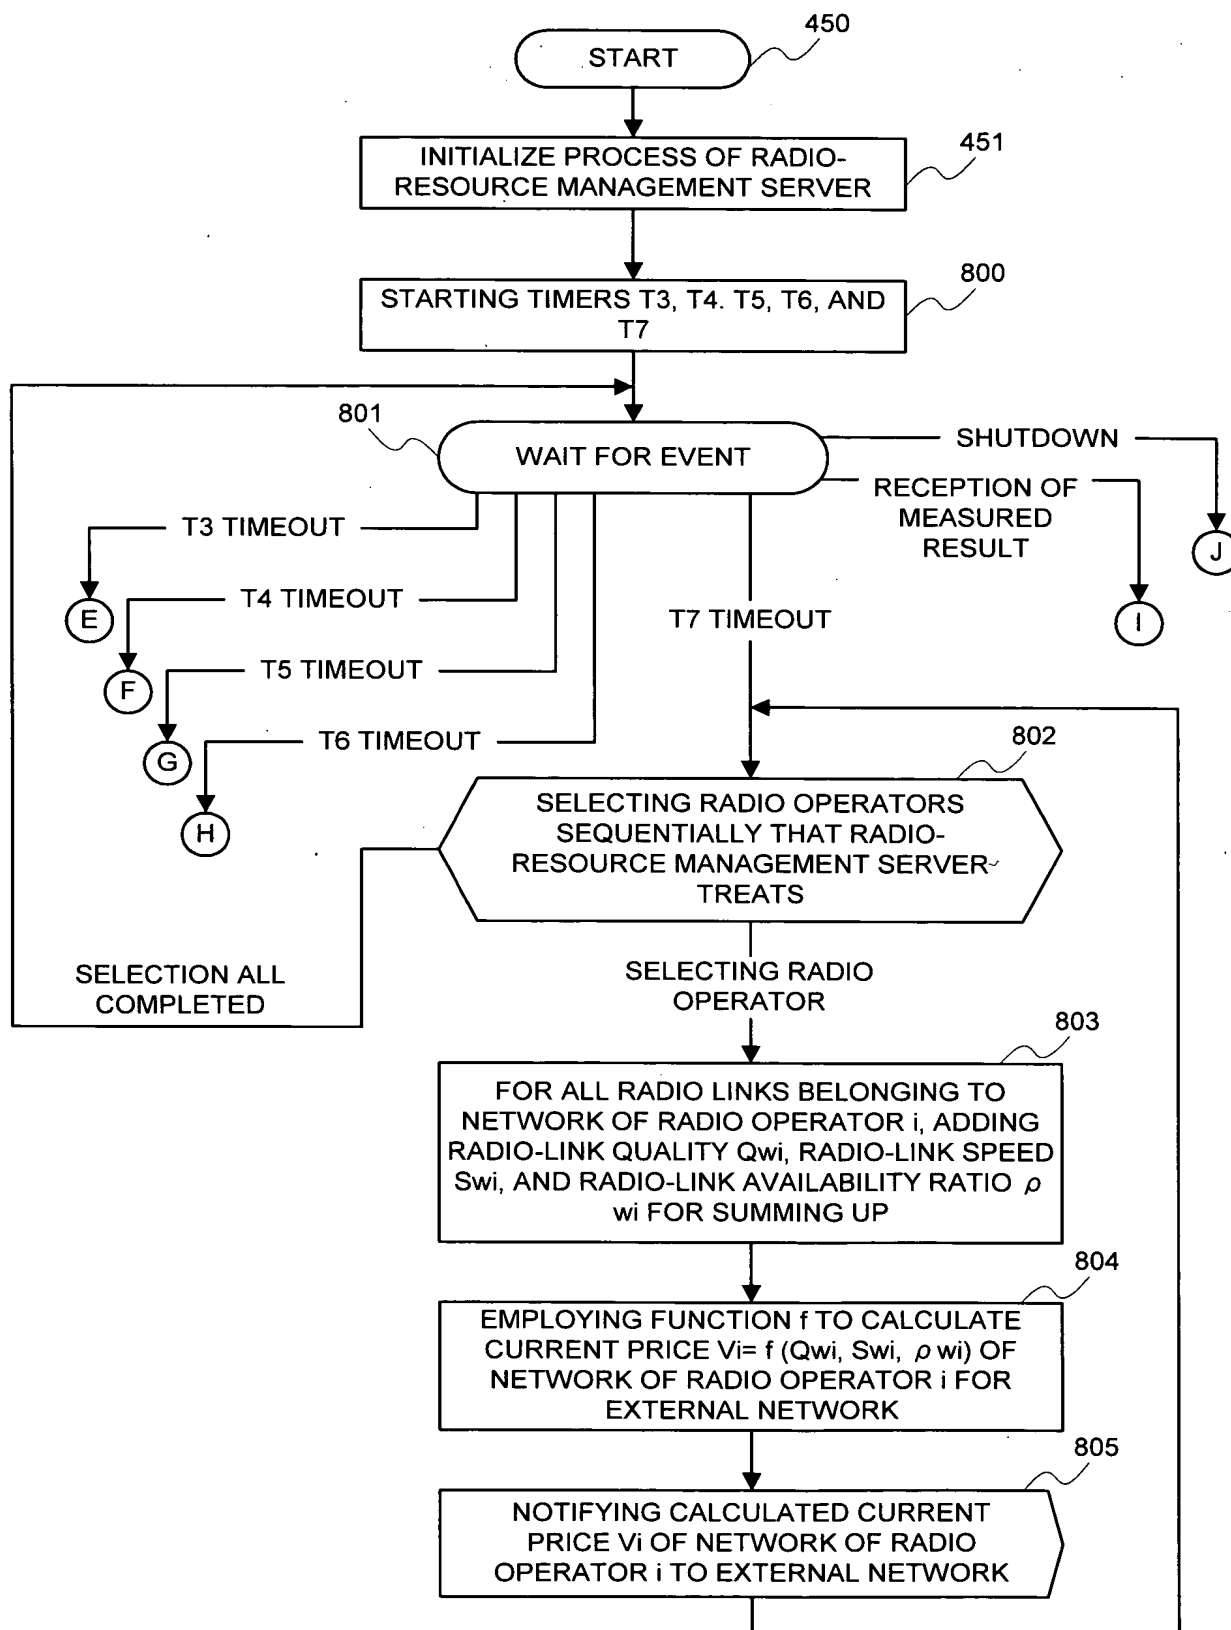 450
START
451
INITIALIZE PROCESS OF RADIO-
RESOURCE MANAGEMENT SERVER
800
STARTING TIMERS T3, T4. T5, T6, AND
T7
801
WAIT FOR EVENT
SHUTDOWN
RECEPTION OF
MEASURED
RESULT
J
I
T3 TIMEOUT
E
T4 TIMEOUT
F
T5 TIMEOUT
G
T6 TIMEOUT
H
T7 TIMEOUT
802
SELECTING RADIO OPERATORS
SEQUENTIALLY THAT RADIO-
RESOURCE MANAGEMENT SERVER
TREATS
SELECTION ALL
COMPLETED
SELECTING RADIO
OPERATOR
803
FOR ALL RADIO LINKS BELONGING TO
NETWORK OF RADIO OPERATOR i, ADDING
RADIO-LINK QUALITY Qwi, RADIO-LINK SPEED
Swi, AND RADIO-LINK AVAILABILITY RATIO ρ
wi FOR SUMMING UP
804
EMPLOYING FUNCTION f TO CALCULATE
CURRENT PRICE Vi= f (Qwi, Swi, ρ wi) OF
NETWORK OF RADIO OPERATOR i FOR
EXTERNAL NETWORK
805
NOTIFYING CALCULATED CURRENT
PRICE Vi OF NETWORK OF RADIO
OPERATOR i TO EXTERNAL NETWORK